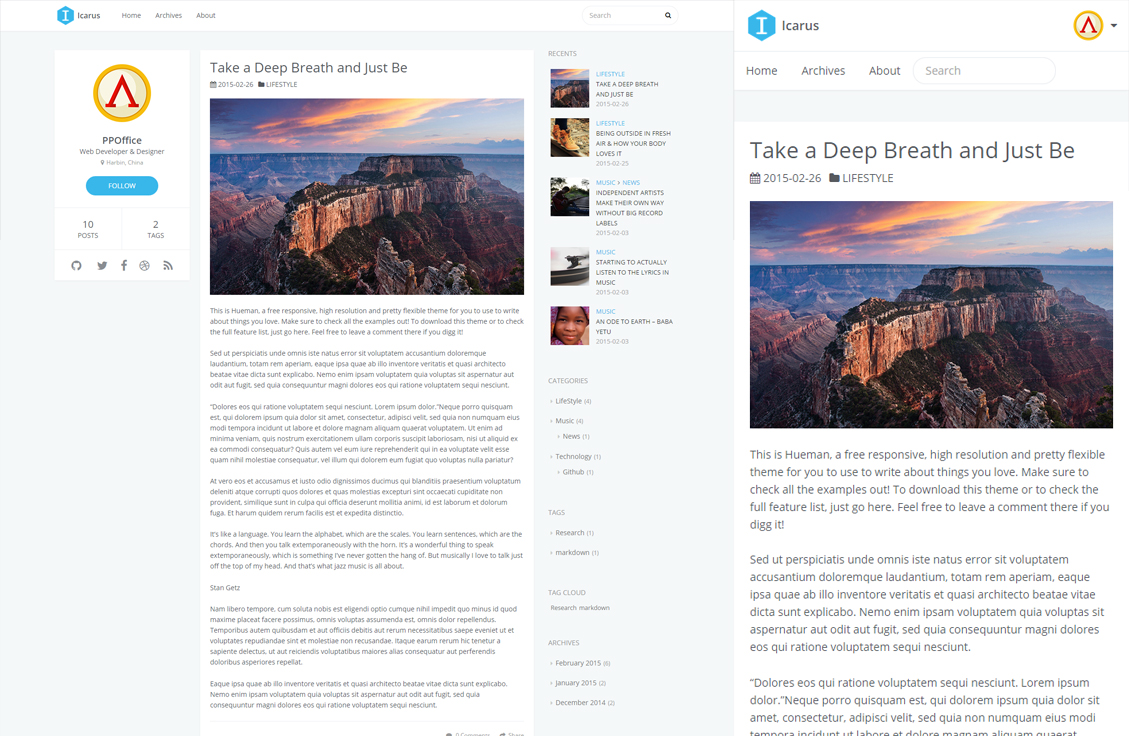 Icarus
Home
Archives
About
Search
PPOffice
Web Developer & Designer
Harbin, China
FOLLOW
10
POSTS
2
TAGS
Take a Deep Breath and Just Be
2015-02-26 LIFESTYLE
This is Hueman, a free responsive, high resolution and pretty flexible theme for you to use to write
about things you love. Make sure to check all the examples out! To download this theme or to check
the full feature list, just go here. Feel free to leave a comment there if you digg it!
Sed ut perspiciatis unde omnis iste natus error sit voluptatem accusantium doloremque
laudantium, totam rem aperiam, eaque ipsa quae ab illo inventore veritatis et quasi architecto
beatae vitae dicta sunt explicabo. Nemo enim ipsam voluptatem quia voluptas sit aspernatur aut
odit aut fugit, sed quia consequuntur magni dolores eos qui ratione voluptatem sequi nesciunt.
“Dolores eos qui ratione voluptatem sequi nesciunt. Lorem ipsum dolor.”Neque porro quisquam
est, qui dolorem ipsum quia dolor sit amet, consectetur, adipisci velit, sed quia non numquam eius
modi tempora incidunt ut labore et dolore magnam aliquam quaerat voluptatem. Ut enim ad
minima veniam, quis nostrum exercitationem ullam corporis suscipit laboriosam, nisi ut aliquid ex
ea commodi consequatur? Quis autem vel eum iure reprehenderit qui in ea voluptate velit esse
quam nihil molestiae consequatur, vel illum qui dolorem eum fugiat quo voluptas nulla pariatur?
At vero eos et accusamus et iusto odio dignissimos ducimus qui blanditiis praesentium voluptatum
deleniti atque corrupti quos dolores et quas molestias excepturi sint occaecati cupiditate non
provident, similique sunt in culpa qui officia deserunt mollitia animi, id est laborum et dolorum
fuga. Et harum quidem rerum facilis est et expedita distinctio.
It’s like a language. You learn the alphabet, which are the scales. You learn sentences, which are the
chords. And then you talk extemporaneously with the horn. It’s a wonderful thing to speak
extemporaneously, which is something I’ve never gotten the hang of. But musically I love to talk just
off the top of my head. And that’s what jazz music is all about.
Stan Getz
Nam libero tempore, cum soluta nobis est eligendi optio cumque nihil impedit quo minus id quod
maxime placeat facere possimus, omnis voluptas assumenda est, omnis dolor repellendus.
Temporibus autem quibusdam et aut officiis debitis aut rerum necessitatibus saepe eveniet ut et
voluptates repudiandae sint et molestiae non recusandae. Itaque earum rerum hic tenetur a
sapiente delectus, ut aut reiciendis voluptatibus maiores alias consequatur aut perferendis
doloribus asperiores repellat.
Eaque ipsa quae ab illo inventore veritatis et quasi architecto beatae vitae dicta sunt explicabo.
Nemo enim ipsam voluptatem quia voluptas sit aspernatur aut odit aut fugit, sed quia
consequuntur magni dolores eos qui ratione voluptatem sequi nesciunt.
0 Comments
Share
RECENTS
LIFESTYLE
TAKE A DEEP BREATH
AND JUST BE
2015-02-26
LIFESTYLE
BEING OUTSIDE IN FRESH
AIR & HOW YOUR BODY
LOVES IT
2015-02-25
MUSIC › NEWS
INDEPENDENT ARTISTS
MAKE THEIR OWN WAY
WITHOUT BIG RECORD
LABELS
2015-02-03
MUSIC
STARTING TO ACTUALLY
LISTEN TO THE LYRICS IN
MUSIC
2015-02-03
MUSIC
AN ODE TO EARTH – BABA
YETU
2015-02-03
CATEGORIES
› LifeStyle (4)
› Music (4)
› News (1)
› Technology (1)
› Github (1)
TAGS
› Research (1)
› markdown (1)
TAG CLOUD
Research markdown
ARCHIVES
› February 2015 (6)
› January 2015 (2)
› December 2014 (2)
Icarus
Home
Archives
About
Search
Take a Deep Breath and Just Be
2015-02-26 LIFESTYLE
This is Hueman, a free responsive, high resolution and pretty flexible
theme for you to use to write about things you love. Make sure to
check all the examples out! To download this theme or to check the
full feature list, just go here. Feel free to leave a comment there if you
digg it!
Sed ut perspiciatis unde omnis iste natus error sit voluptatem
accusantium doloremque laudantium, totam rem aperiam, eaque
ipsa quae ab illo inventore veritatis et quasi architecto beatae vitae
dicta sunt explicabo. Nemo enim ipsam voluptatem quia voluptas sit
aspernatur aut odit aut fugit, sed quia consequuntur magni dolores
eos qui ratione voluptatem sequi nesciunt.
“Dolores eos qui ratione voluptatem sequi nesciunt. Lorem ipsum
dolor.”Neque porro quisquam est, qui dolorem ipsum quia dolor sit
amet, consectetur, adipisci velit, sed quia non numquam eius modi
tempora incidunt ut labore et dolore magnam aliquam quaerat